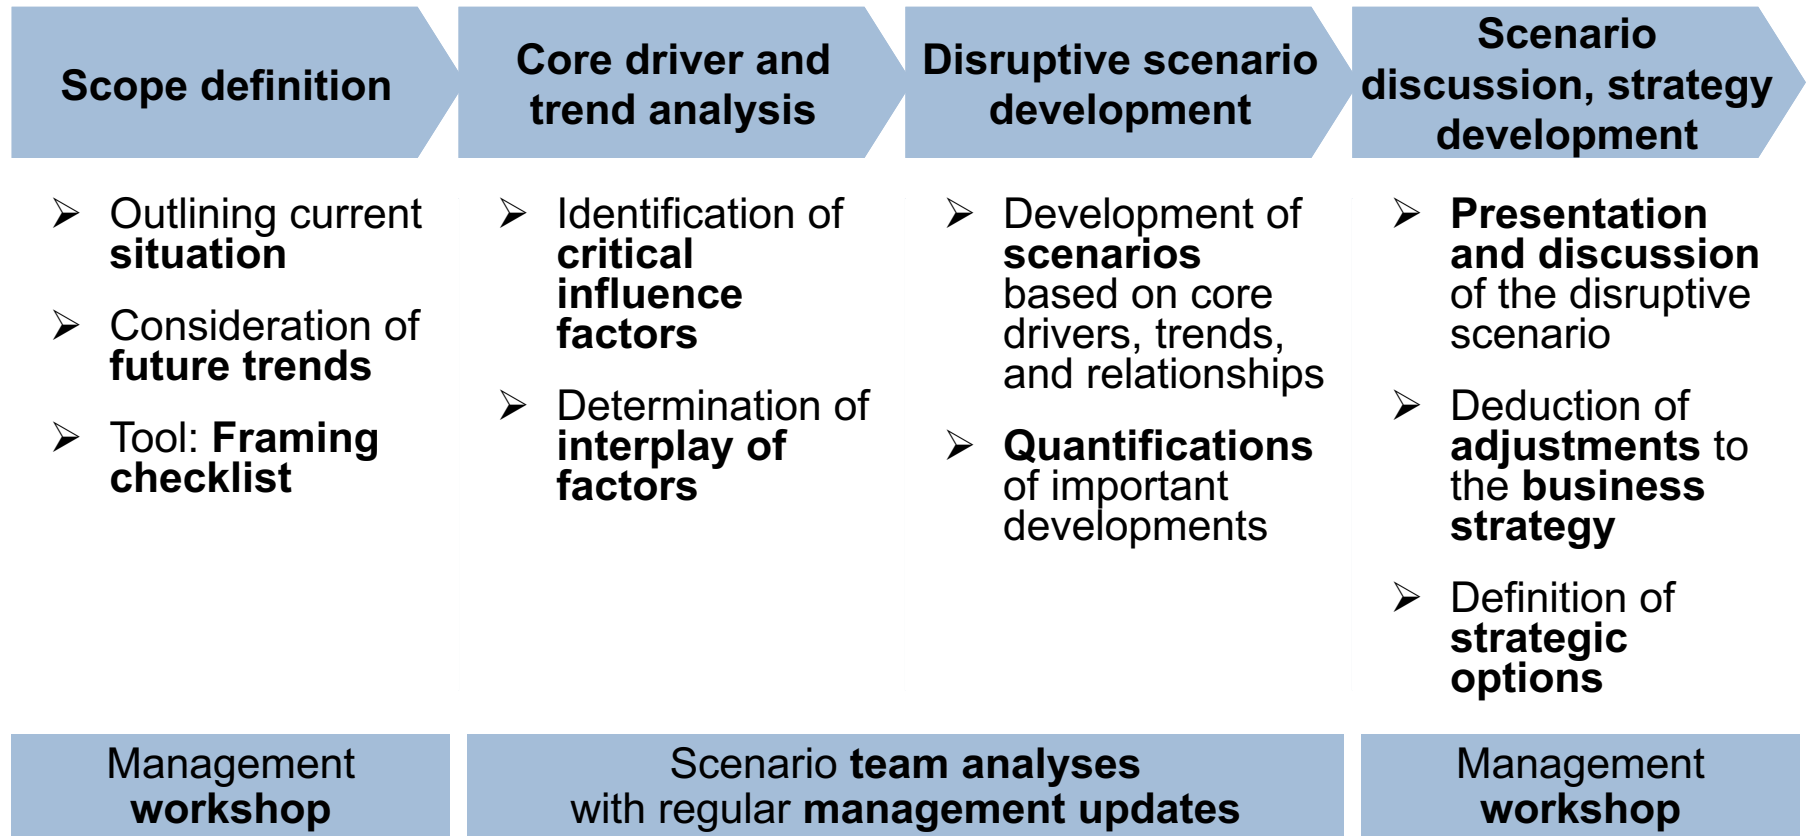 Scope definition
Core driver and
trend analysis
Disruptive scenario
development
Scenario
discussion, strategy
development
➢ Outlining current
situation
➢ Consideration of
future trends
➢ Tool: Framing
checklist
➢ Identification of
critical
influence
factors
➢ Determination of
interplay of
factors
➢ Development of
scenarios
based on core
drivers, trends,
and relationships
➢ Quantifications
of important
developments
➢ Presentation
and discussion
of the disruptive
scenario
➢ Deduction of
adjustments to
the business
strategy
➢ Definition of
strategic
options
Management
workshop
Scenario team analyses
with regular management updates
Management
workshop